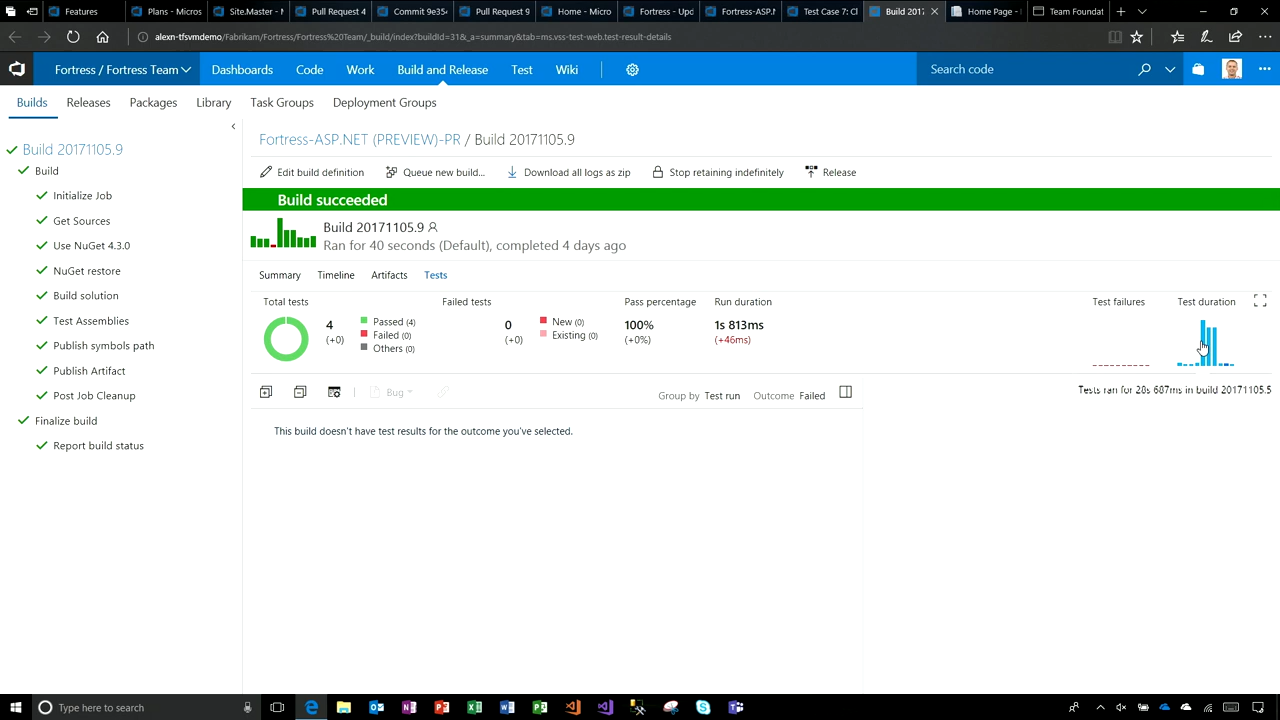 Features
Plans - Micros
Site.Master - M
Pull Request 4
Commit 9e354
Pull Request 9
Home - Micro
Fortress - Upd
Fortress-ASP.N
Test Case 7: Cl
Build 2017
Home Page -
Team Foundat
alexn-tfsvmdemo/Fabrikam/Fortress/Fortress%20Team/_build/index?buildId=31&_a=summary&tab=ms.vss-test-web.test-result-details
Fortress / Fortress Team
Dashboards
Code
Work
Build and Release
Test
Wiki
Search code
Builds
Releases
Packages
Library
Task Groups
Deployment Groups
Build 20171105.9
Build
Initialize Job
Get Sources
Use NuGet 4.3.0
NuGet restore
Build solution
Test Assemblies
Publish symbols path
Publish Artifact
Post Job Cleanup
Finalize build
Report build status
Fortress-ASP.NET (PREVIEW)-PR / Build 20171105.9
Edit build definition
Queue new build...
Download all logs as zip
Stop retaining indefinitely
Release
Build succeeded
Build 20171105.9
Ran for 40 seconds (Default), completed 4 days ago
Summary
Timeline
Artifacts
Tests
Total tests
4
(+0)
Passed (4)
Failed (0)
Others (0)
Failed tests
0
(+0)
New (0)
Existing (0)
Pass percentage
100%
(+0%)
Run duration
1s 813ms
(+46ms)
Test failures
Test duration
Tests ran for 28s 687ms in build 20171105.5
Bug
Group by Test run
Outcome Failed
This build doesn't have test results for the outcome you've selected.
Type here to search